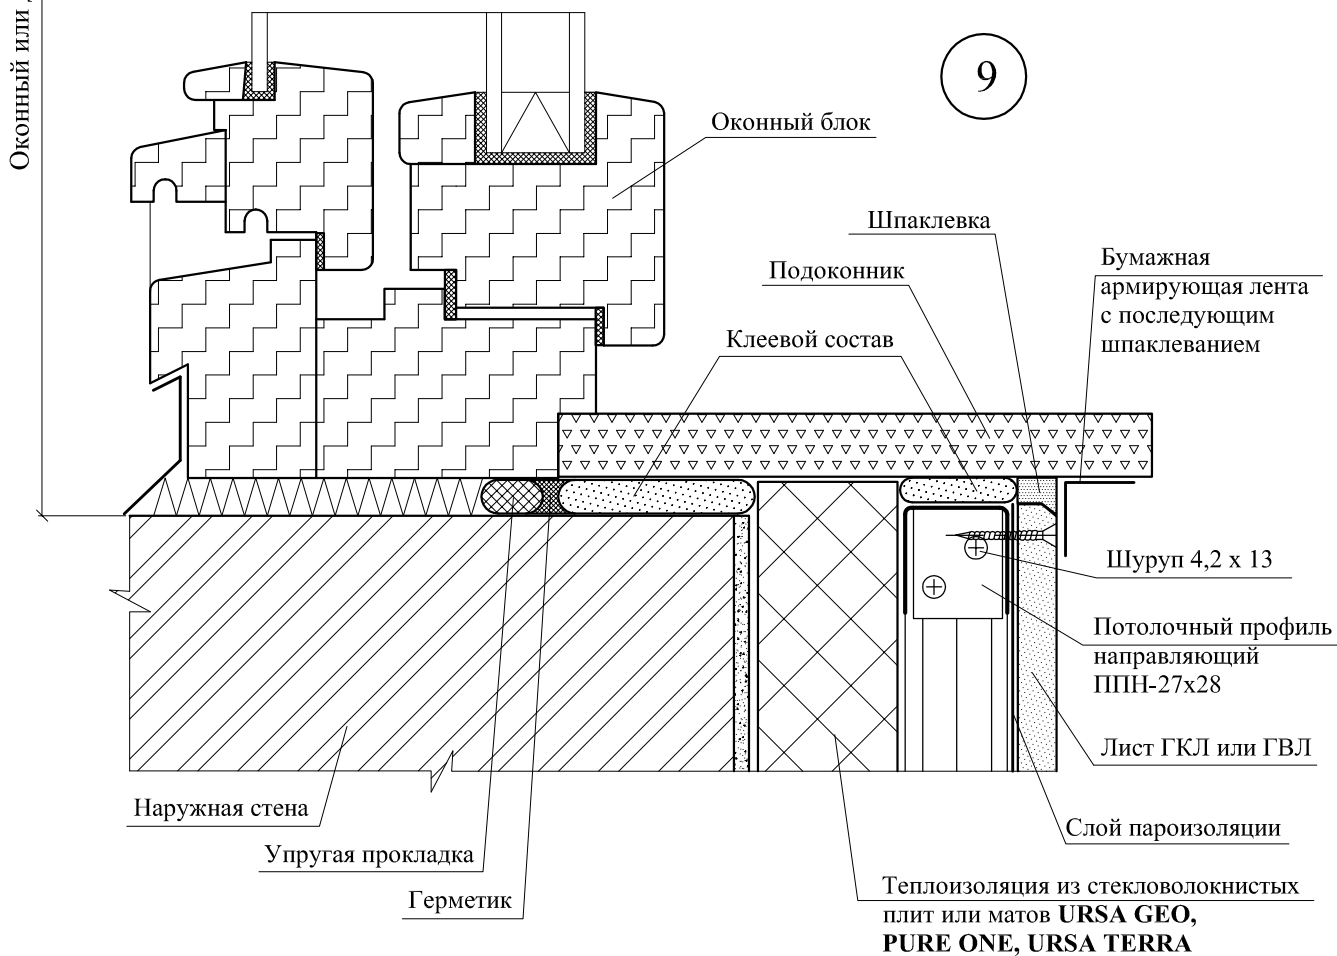 Оконный или
9
Оконный блок
Шпаклевка
Подоконник
Клеевой состав
Бумажная
армирующая лента
с последующим
шпаклеванием
Шуруп 4,2 х 13
Потолочный профиль
направляющий
ППН-27х28
Лист ГКЛ или ГВЛ
Слой пароизоляции
Наружная стена
Упругая прокладка
Герметик
Теплоизоляция из стекловолокнистых
плит или матов URSA GEO,
PURE ONE, URSA TERRA